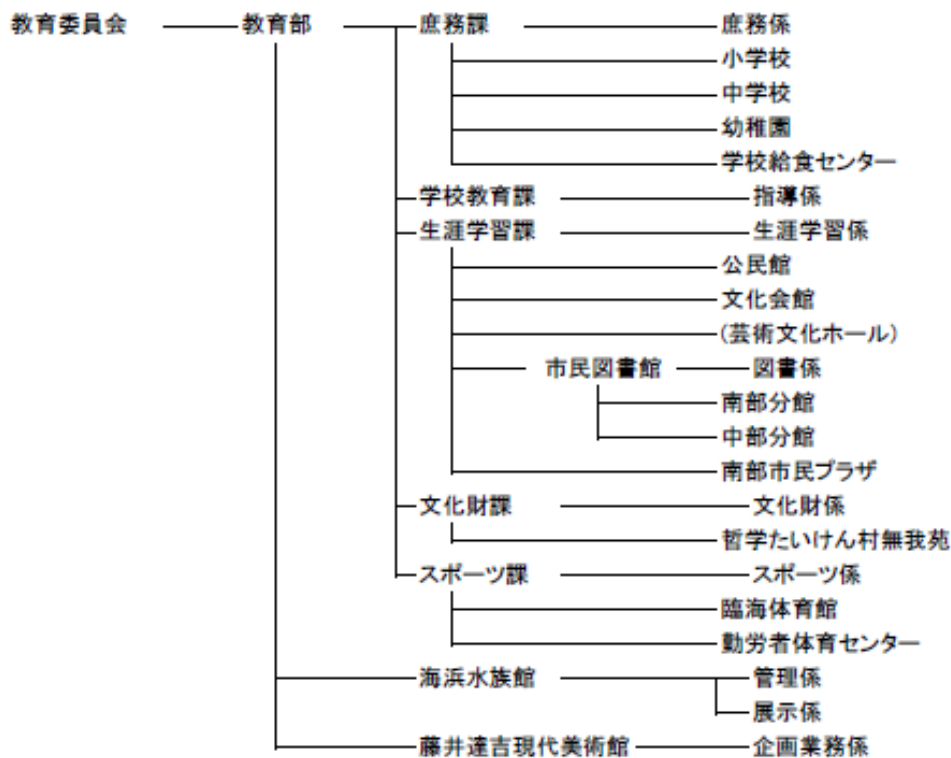 教育委員会 教育部 庶務課 庶務係
小学校
中学校
幼稚園
学校給食センター
学校教育課 指導係
生涯学習課 生涯学習係
公民館
文化会館
(芸術文化ホール)
市民図書館 図書係
南部分館
中部分館
南部市民プラザ
文化財課 文化財係
哲学たいけん村無我苑
スポーツ課 スポーツ係
臨海体育館
勤労者体育センター
海浜水族館 管理係
展示係
藤井達吉現代美術館 企画業務係